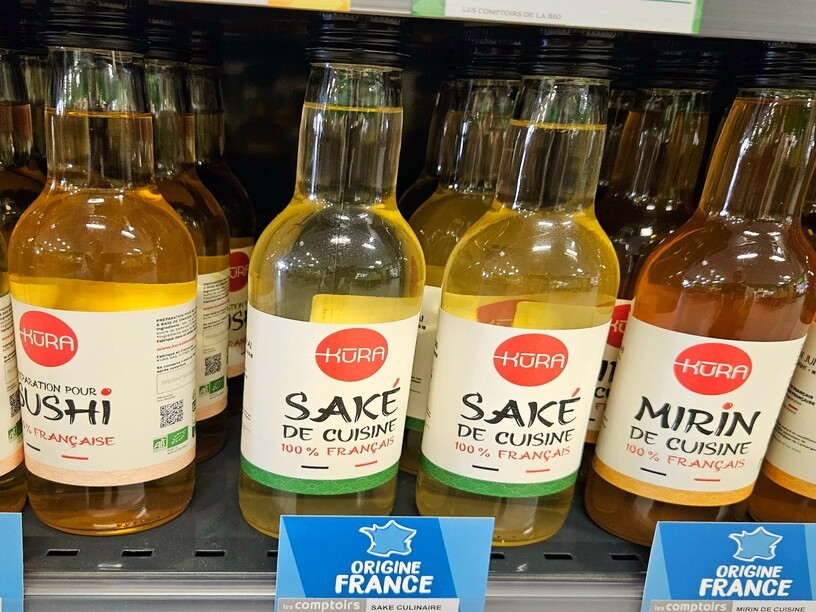 LES COMPTOIRS DE LA BIO
KURA
PRÉPARATION POUR
SUSHI
% FRANÇAISE
KURA
SAKÉ
DE CUISINE
100 % FRANÇAIS
KURA
SAKÉ
DE CUISINE
100 % FRANÇAIS
KURA
MIRIN
DE CUISINE
100 % FRANÇAIS
ORIGINE
FRANCE
les comptoirs
SAKE CULINAIRE
ORIGINE
FRANCE
les comptoirs
MIRIN DE CUISINE